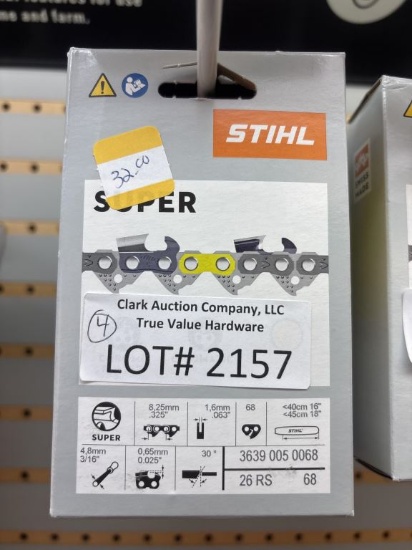 and farm.
STIHL
32.00
SUPER
4
Clark Auction Company, LLC
True Value Hardware
LOT# 2157
8,25mm
.325"
1,6mm
.063"
68
<40cm 16"
<45cm 18"
STIHL
SUPER
4,8mm
3/16"
0,65mm
0.025"
30°
3639 005 0068
26 RS 68